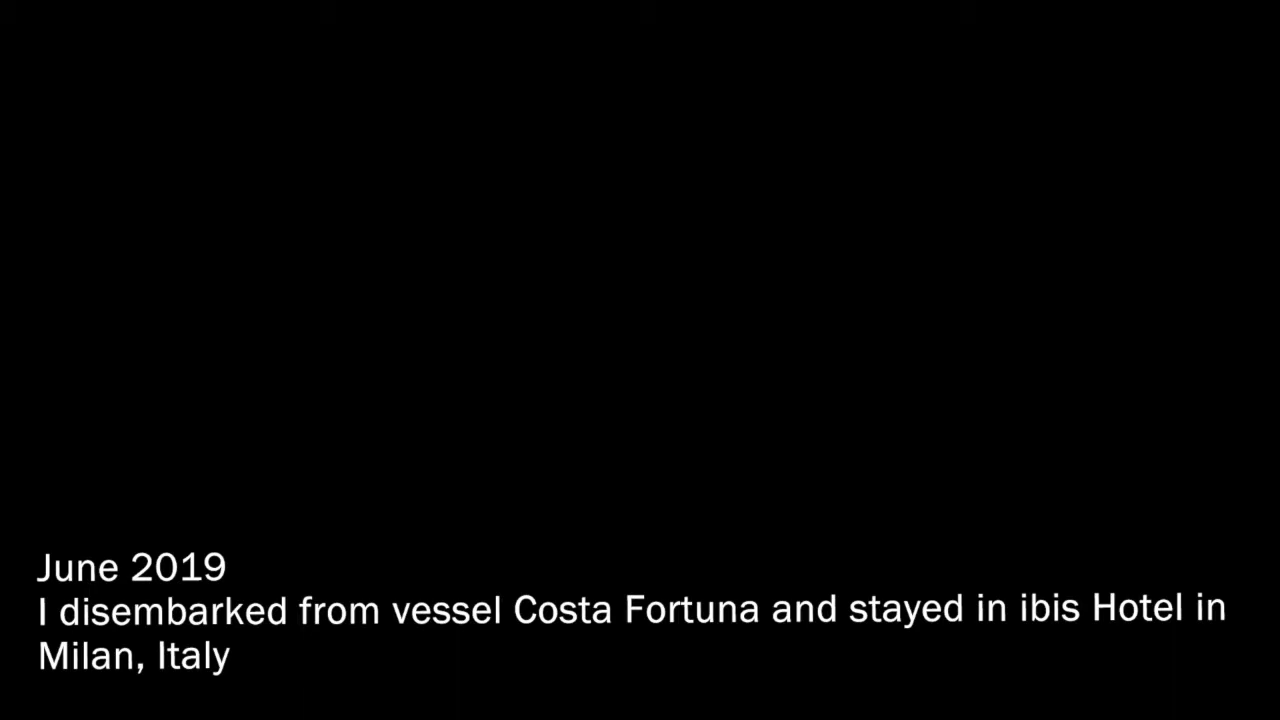 June 2019
I disembarked from vessel Costa Fortuna and stayed in ibis Hotel in
Milan, Italy